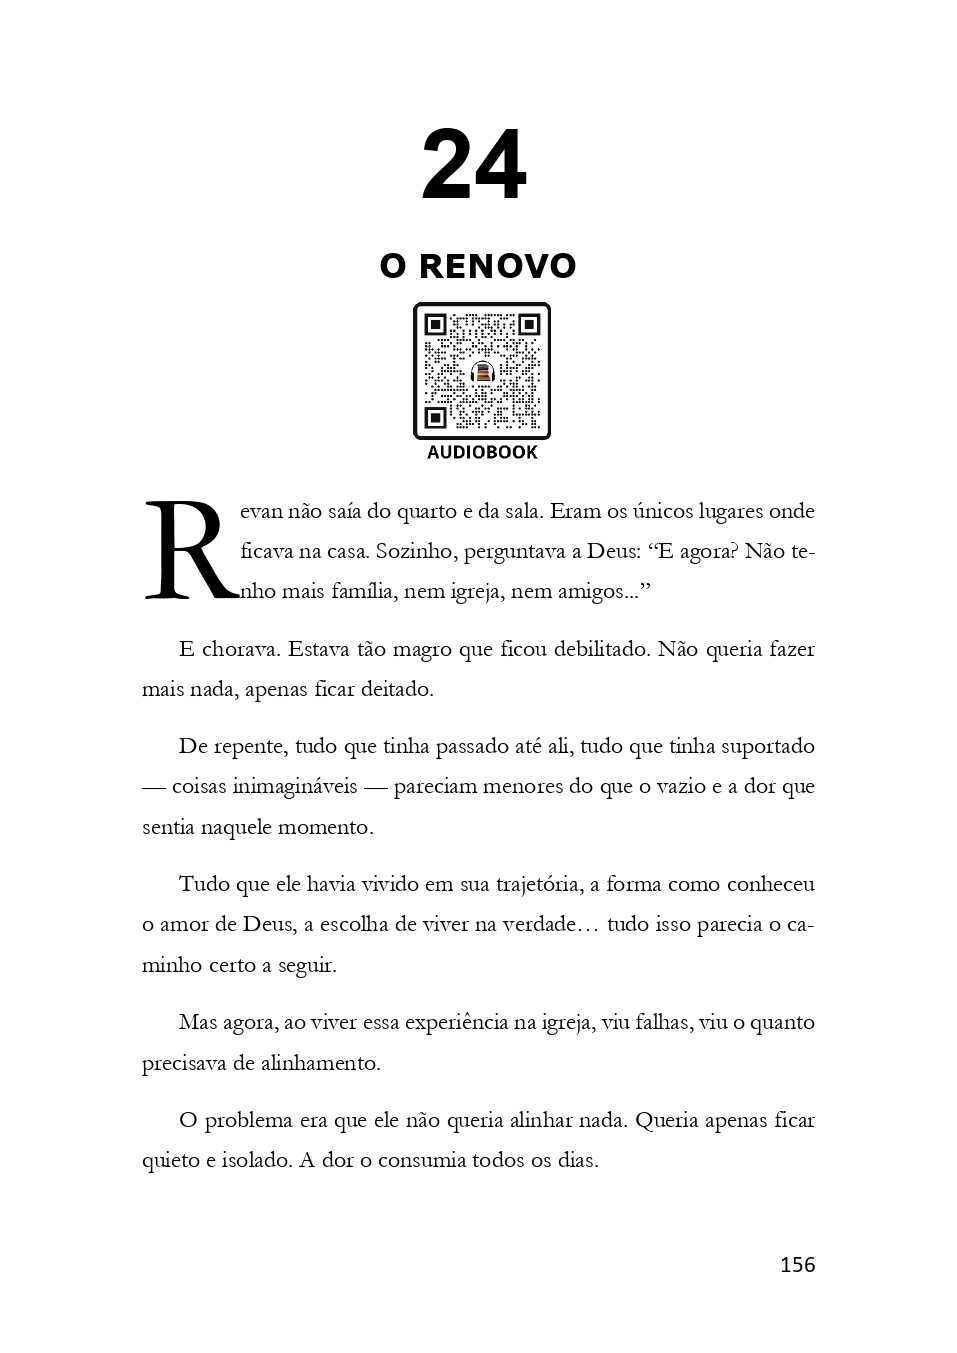 24
O RENOVO
AUDIOBOOK
Revan não saía do quarto e da sala. Eram os únicos lugares onde
ficava na casa. Sozinho, perguntava a Deus: “E agora? Não te-
nho mais família, nem igreja, nem amigos...”
E chorava. Estava tão magro que ficou debilitado. Não queria fazer
mais nada, apenas ficar deitado.
De repente, tudo que tinha passado até ali, tudo que tinha suportado
— coisas inimagináveis — pareciam menores do que o vazio e a dor que
sentia naquele momento.
Tudo que ele havia vivido em sua trajetória, a forma como conheceu
o amor de Deus, a escolha de viver na verdade… tudo isso parecia o ca-
minho certo a seguir.
Mas agora, ao viver essa experiência na igreja, viu falhas, viu o quanto
precisava de alinhamento.
O problema era que ele não queria alinhar nada. Queria apenas ficar
quieto e isolado. A dor o consumia todos os dias.
156